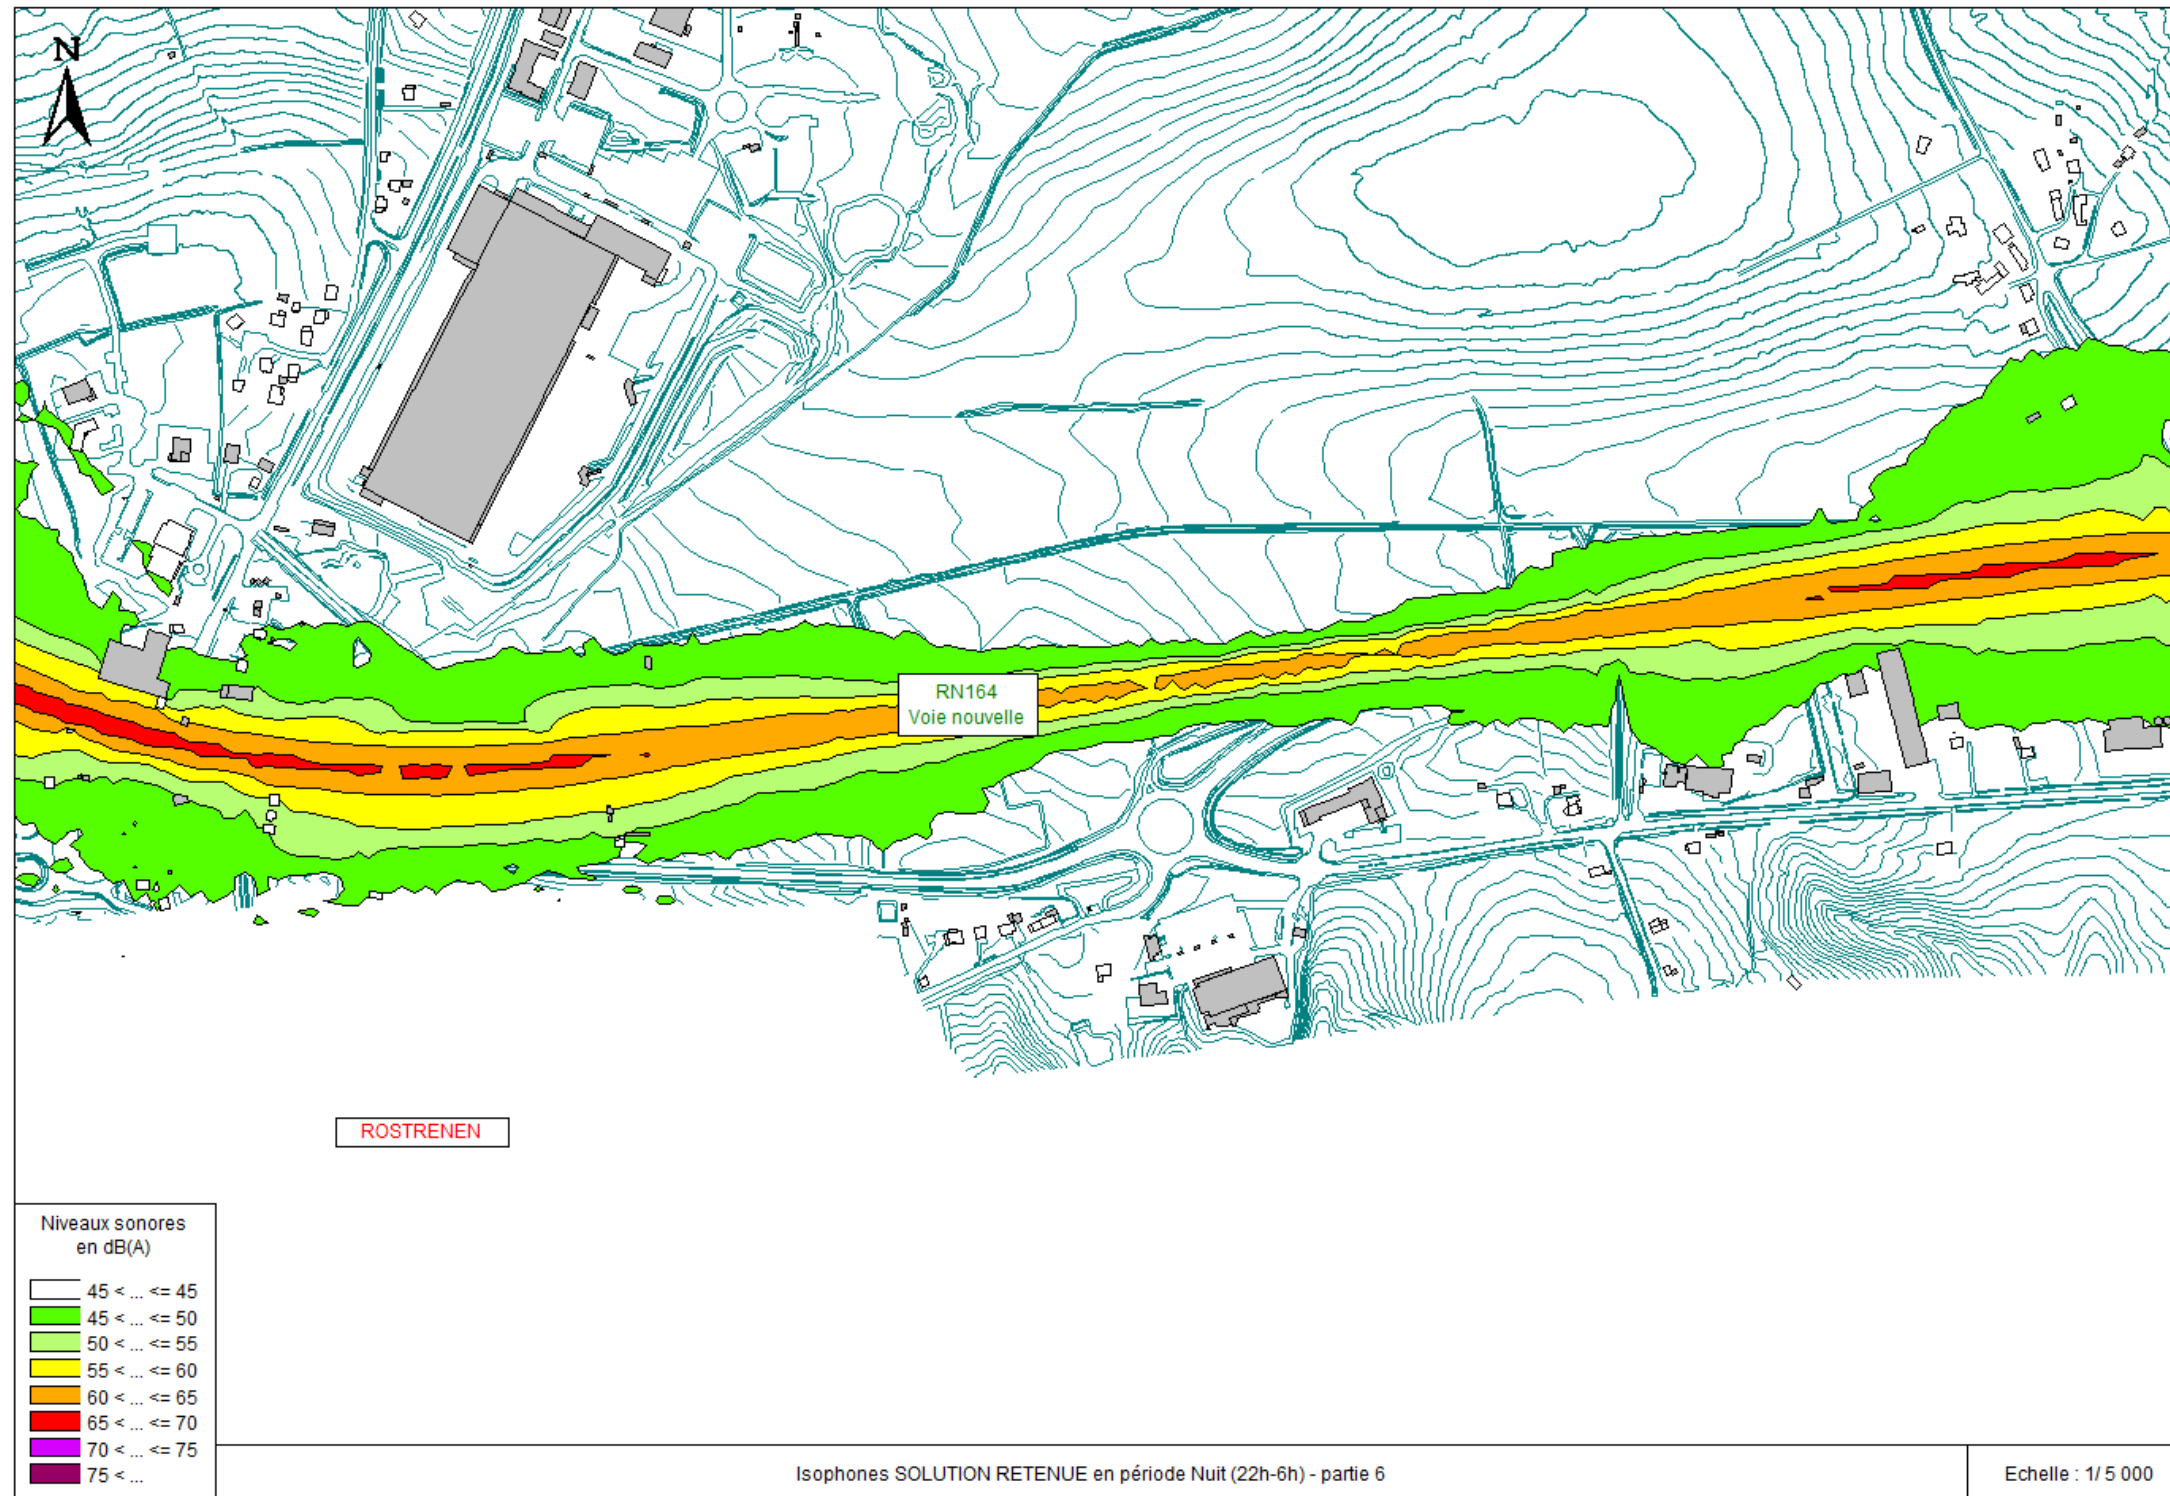 N
RN164
Voie nouvelle
ROSTRENEN
Niveaux sonores
en dB(A)
45 < ... <= 45
45 < ... <= 50
50 < ... <= 55
55 < ... <= 60
60 < ... <= 65
65 < ... <= 70
70 < ... <= 75
75 < ...
Isophones SOLUTION RETENUE en période Nuit (22h-6h) - partie 6
Echelle : 1/ 5 000